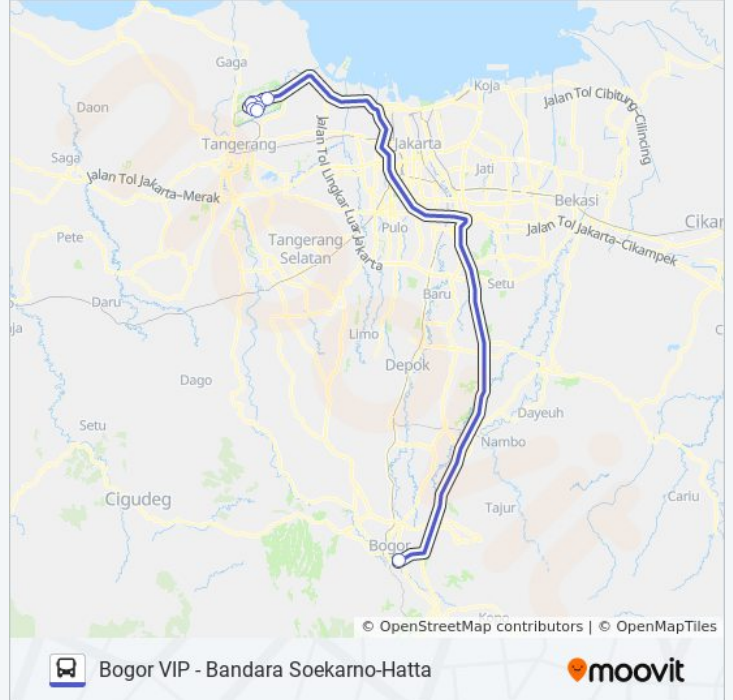 Gaga
Koja
Jalan Tol Cibitung-Cilincing
Daon
Tangerang
Jakarta
Saga
Jati
Jalan Tol Jakarta-Merak
Jalan Tol Lingkar Luar Jakarta
Bekasi
Pete
Pulo
Jalan Tol Jakarta-Cikampek
Cikar
Tangerang
Selatan
Setu
Daru
Baru
ja
Limo
C
Depok
Dago
Dayeuh
Setu
Nambo
Cigudeg
Cariu
Tajur
Bogor
© OpenStreetMap contributors | © OpenMapTiles
Bogor VIP - Bandara Soekarno-Hatta
moovit